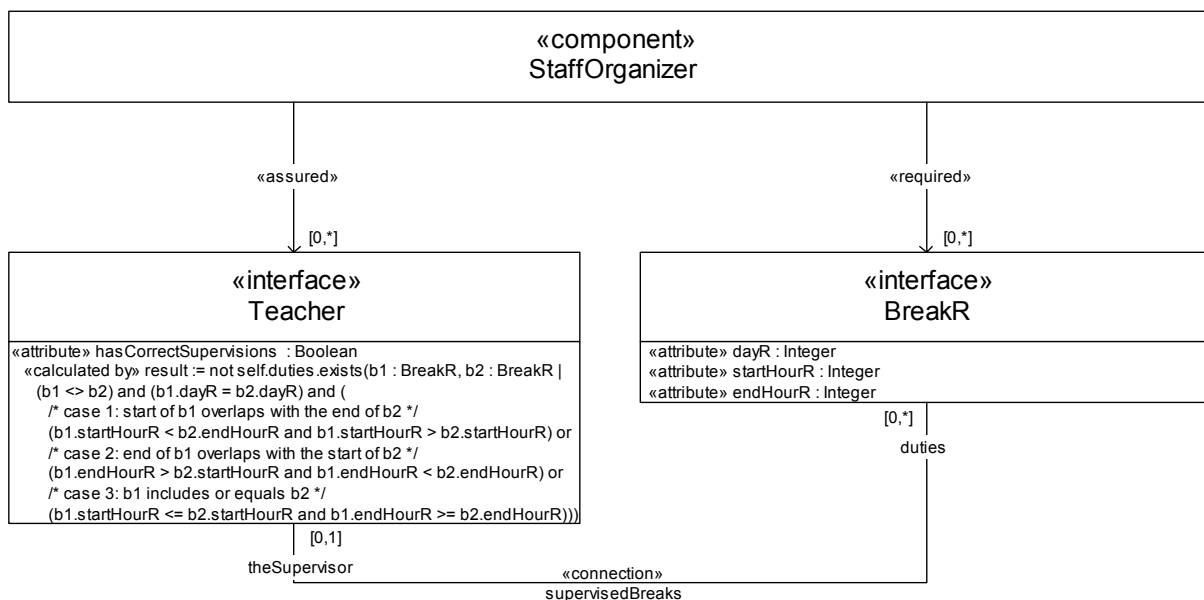 «component»
StaffOrganizer
«assured»
«required»
[0,*]
[0,*]
«interface»
Teacher
«attribute» hasCorrectSupervisions : Boolean
«calculated by» result := not self.duties.exists(b1 : BreakR, b2 : BreakR |
(b1 <> b2) and (b1.dayR = b2.dayR) and (
/* case 1: start of b1 overlaps with the end of b2 */
(b1.startHourR < b2.endHourR and b1.startHourR > b2.startHourR) or
/* case 2: end of b1 overlaps with the start of b2 */
(b1.endHourR > b2.startHourR and b1.endHourR < b2.endHourR) or
/* case 3: b1 includes or equals b2 */
(b1.startHourR <= b2.startHourR and b1.endHourR >= b2.endHourR)))
«interface»
BreakR
«attribute» dayR : Integer
«attribute» startHourR : Integer
«attribute» endHourR : Integer
[0,*]
duties
[0,1]
theSupervisor
«connection»
supervisedBreaks